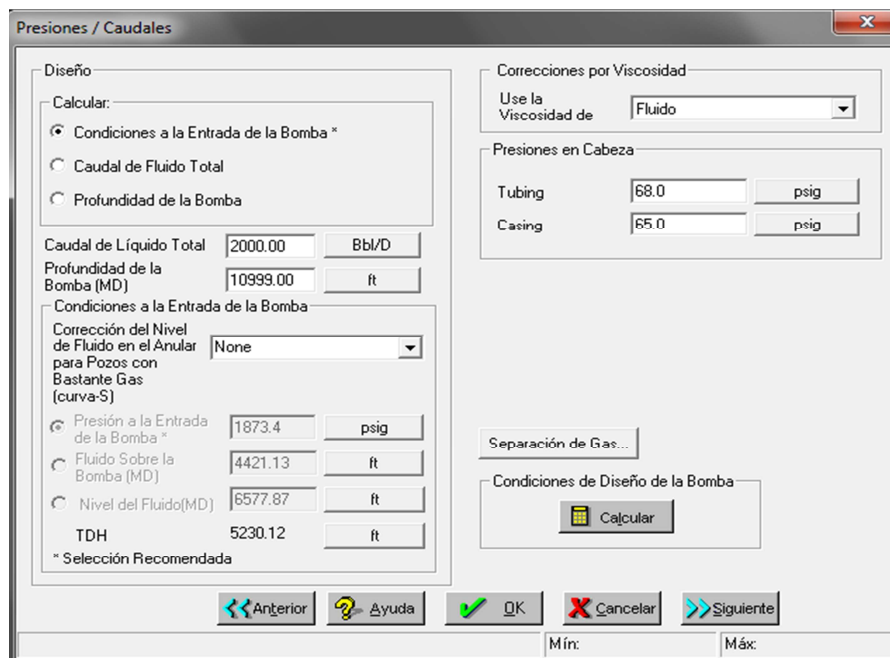 Presiones / Caudales
Diseño
Calcular:
Condiciones a la Entrada de la Bomba *
Caudal de Fluido Total
Profundidad de la Bomba
Caudal de Líquido Total 2000.00 Bbl/D
Profundidad de la
Bomba (MD) 10999.00 ft
Condiciones a la Entrada de la Bomba
Corrección del Nivel
de Fluido en el Anular None
para Pozos con
Bastante Gas
(curva-S)
Presión a la Entrada
de la Bomba * 1873.4 psig
Fluido Sobre la
Bomba (MD) 4421.13 ft
Nivel del Fluido(MD) 6577.87 ft
TDH 5230.12 ft
* Selección Recomendada
Correcciones por Viscosidad
Use la
Viscosidad de Fluido
Presiones en Cabeza
Tubing 68.0 psig
Casing 65.0 psig
Separación de Gas...
Condiciones de Diseño de la Bomba
Calcular
Anterior Ayuda OK Cancelar Siguiente
Mín: Máx: